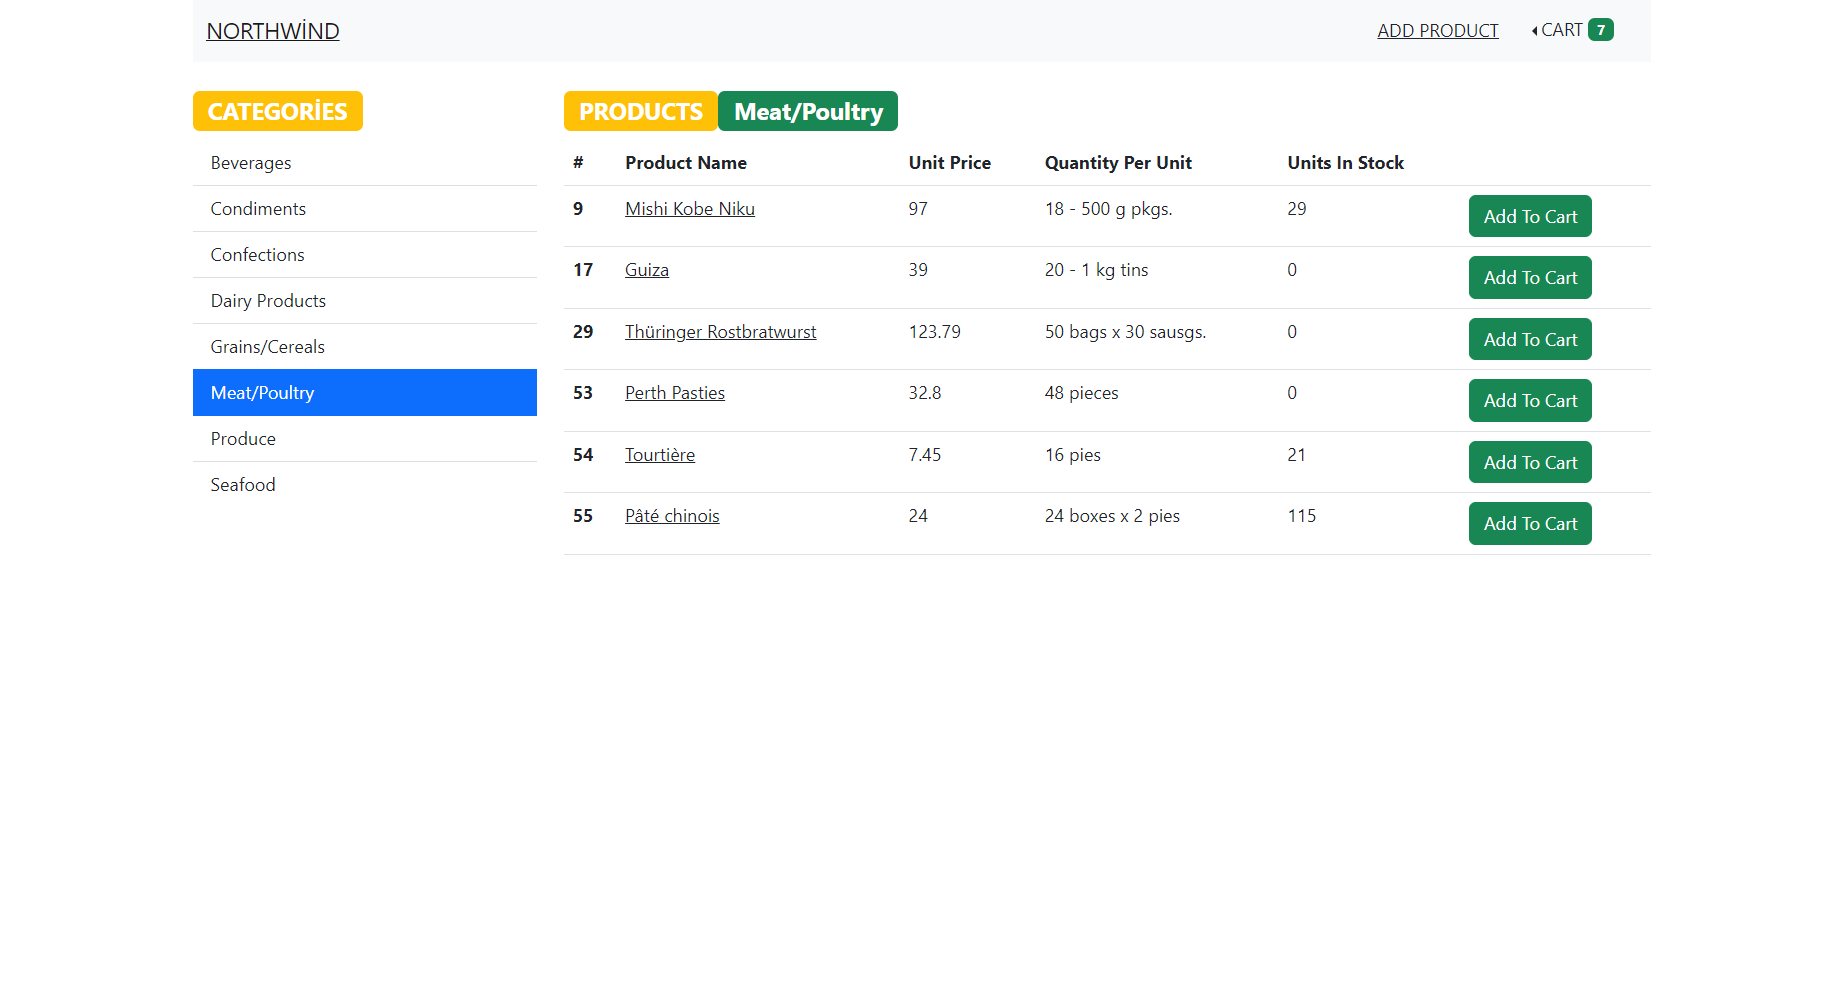 NORTHWİND ADD PRODUCT CART 7
CATEGORİES
Beverages
Condiments
Confections
Dairy Products
Grains/Cereals
Meat/Poultry
Produce
Seafood
PRODUCTS Meat/Poultry
# Product Name Unit Price Quantity Per Unit Units In Stock
9 Mishi Kobe Niku 97 18 - 500 g pkgs. 29 Add To Cart
17 Guiza 39 20 - 1 kg tins 0 Add To Cart
29 Thüringer Rostbratwurst 123.79 50 bags x 30 sausgs. 0 Add To Cart
53 Perth Pasties 32.8 48 pieces 0 Add To Cart
54 Tourtière 7.45 16 pies 21 Add To Cart
55 Pâté chinois 24 24 boxes x 2 pies 115 Add To Cart